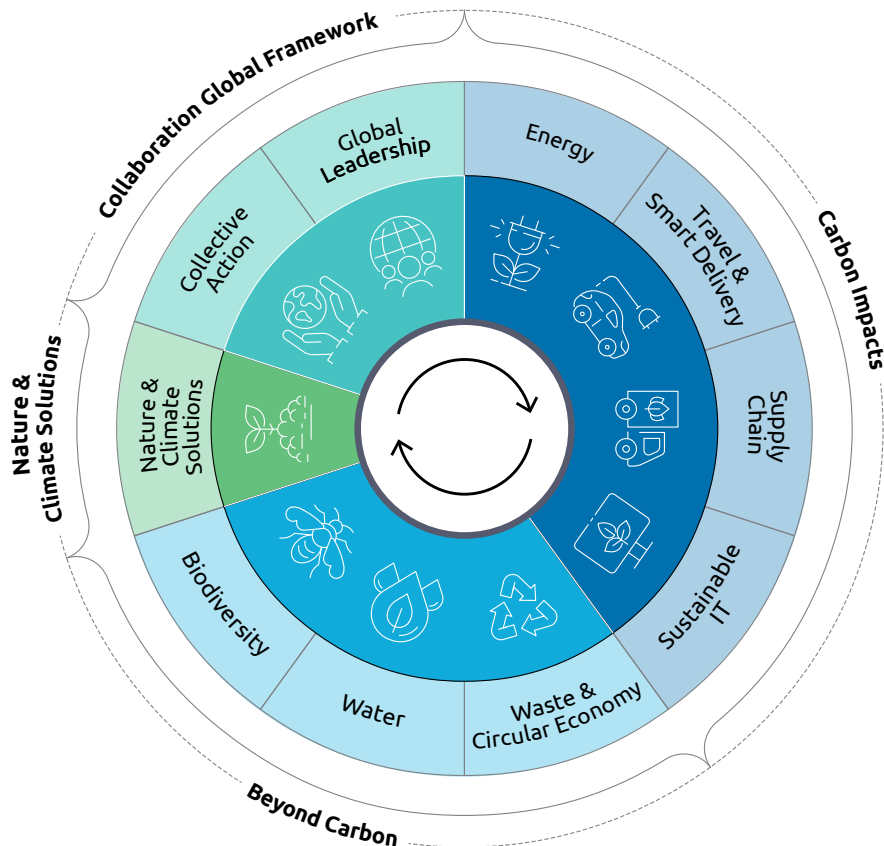 Collaboration Global Framework
Global
Leadership
Energy
Travel &
Smart Delivery
Carbon Impacts
Supply
Chain
Sustainable
IT
Waste &
Circular Economy
Water
Biodiversity
Beyond Carbon
Nature &
Climate
Solutions
Nature &
Climate Solutions
Collective
Action